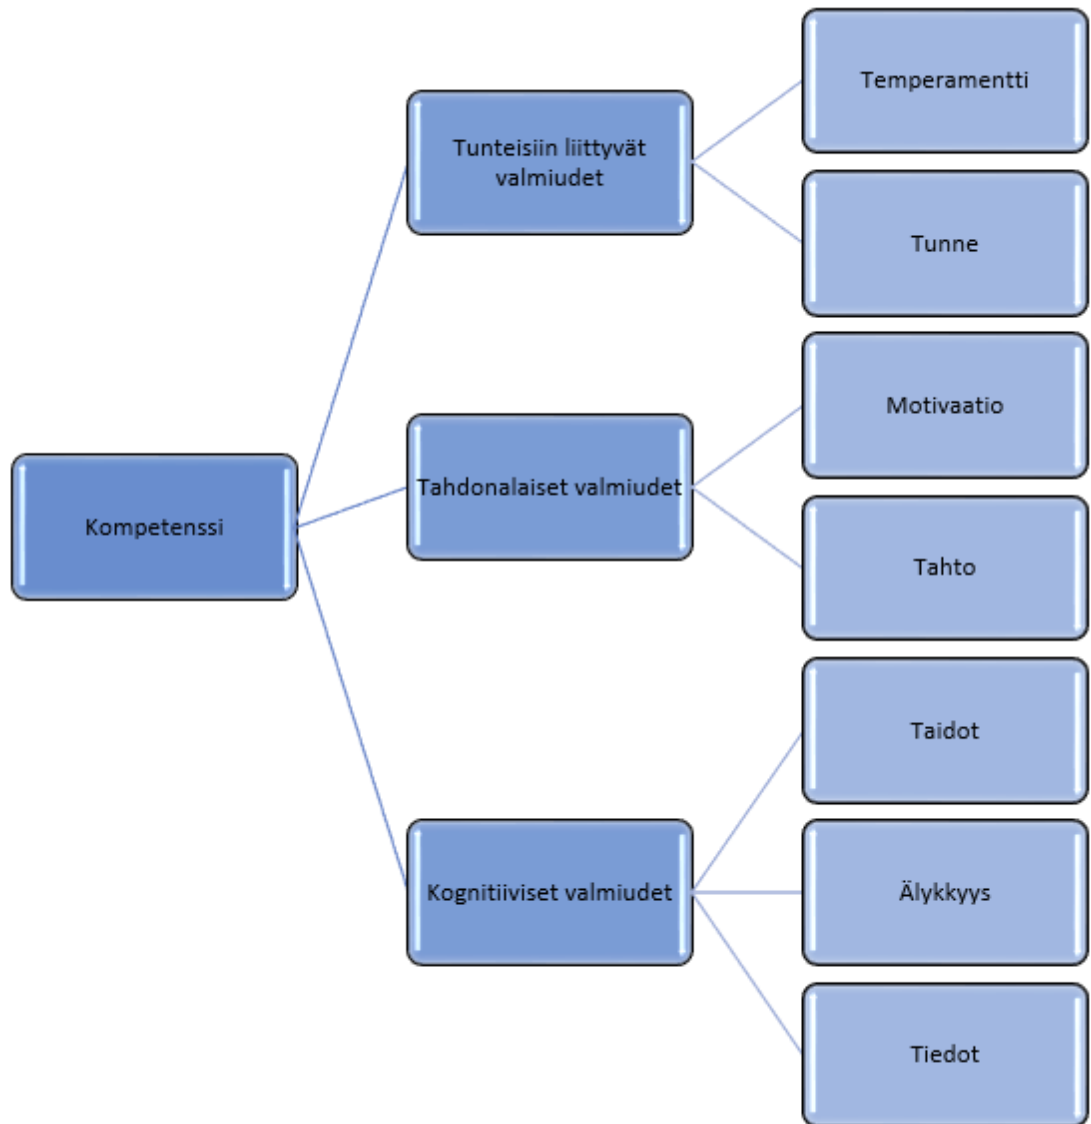 Kompetenssi
Tunteisiin liittyvät
valmiudet
Temperamentti
Tunne
Tahdonalaiset valmiudet
Motivaatio
Tahto
Kognitiiviset valmiudet
Taidot
Älykkyys
Tiedot